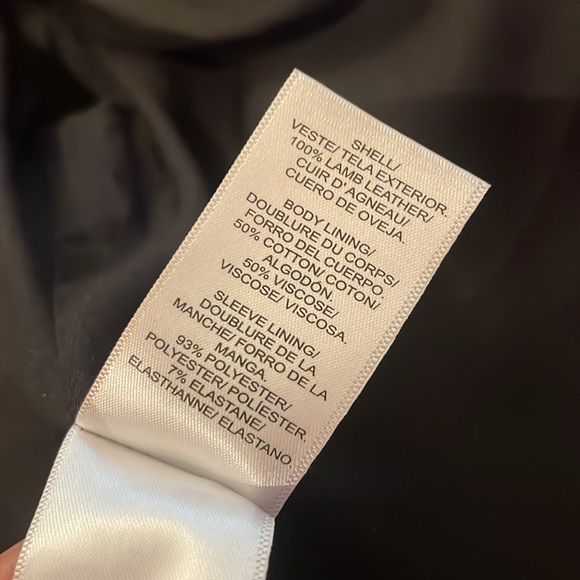 SHELL/
VESTE/TELA EXTERIOR.
100% LAMB LEATHER/
CUIR D'AGNEAU/
CUERO DE OVEJA.
BODY LINING/
DOUBLURE DU CORPS/
FORRO DEL CUERPO.
50% COTTON/ COTON/
ALGODÓN.
50% VISCOSE/
VISCOSE/ VISCOSA.
SLEEVE LINING/
DOUBLURE DE LA
MANCHE/ FORRO DE LA
MANGA.
93% POLYESTER/
POLYESTER/ POLIÉSTER.
7% ELASTANE/
ELASTHANNE/ ELASTANO.